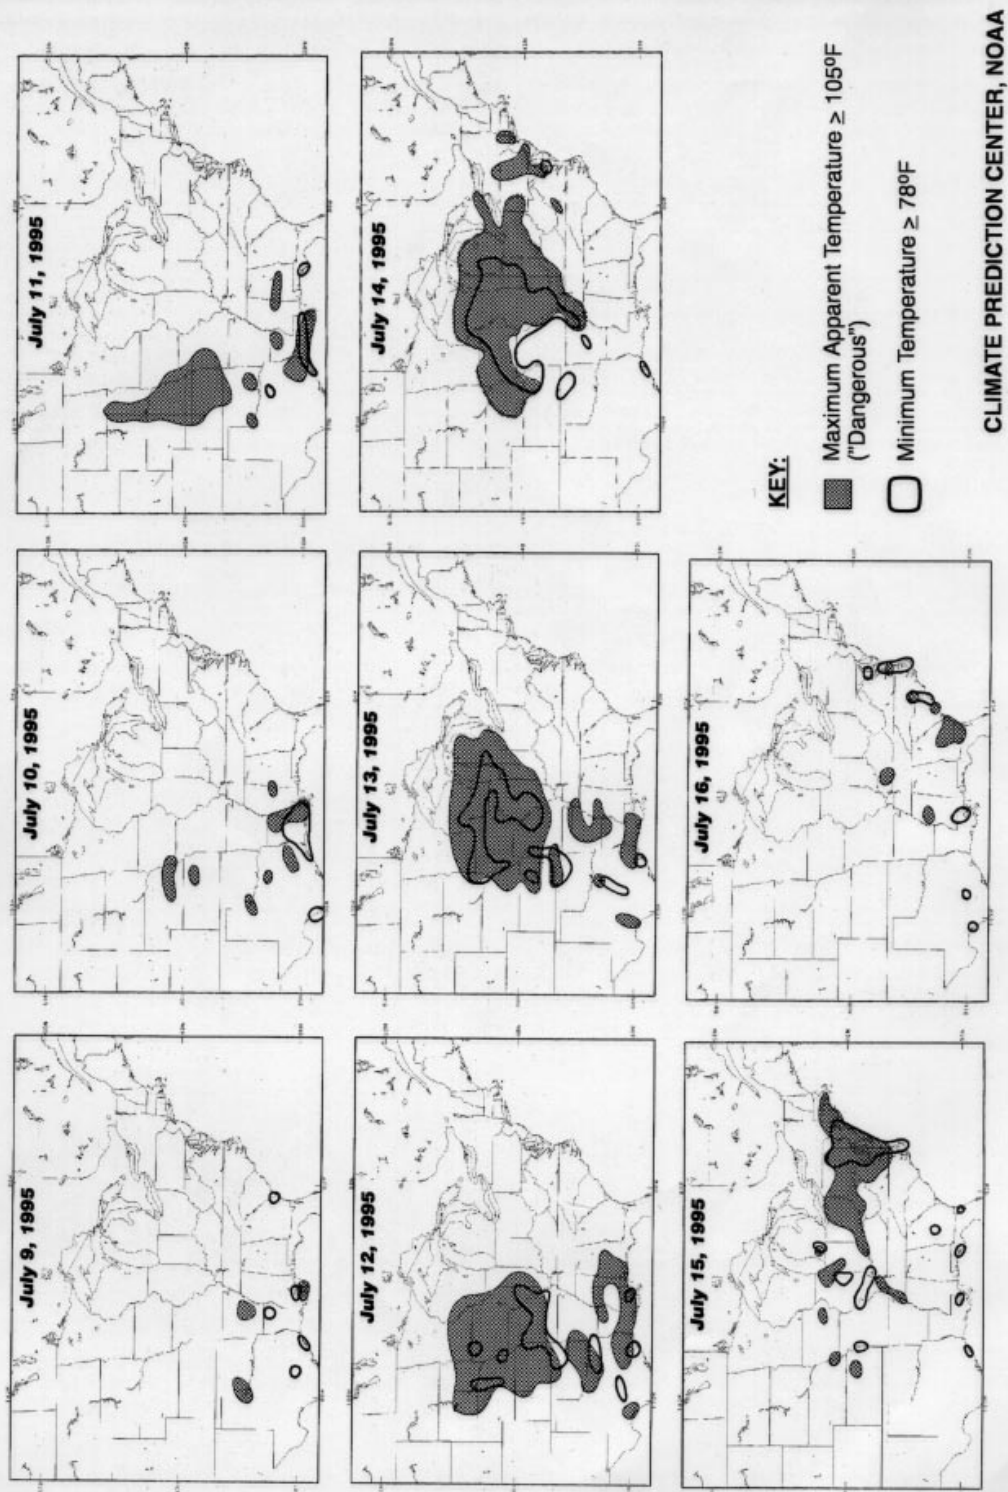 July 9, 1995
July 10, 1995
July 11, 1995
July 12, 1995
July 13, 1995
July 14, 1995
July 15, 1995
July 16, 1995
KEY:
Maximum Apparent Temperature ≥ 105ºF
("Dangerous")
Minimum Temperature ≥ 78ºF
CLIMATE PREDICTION CENTER, NOAA